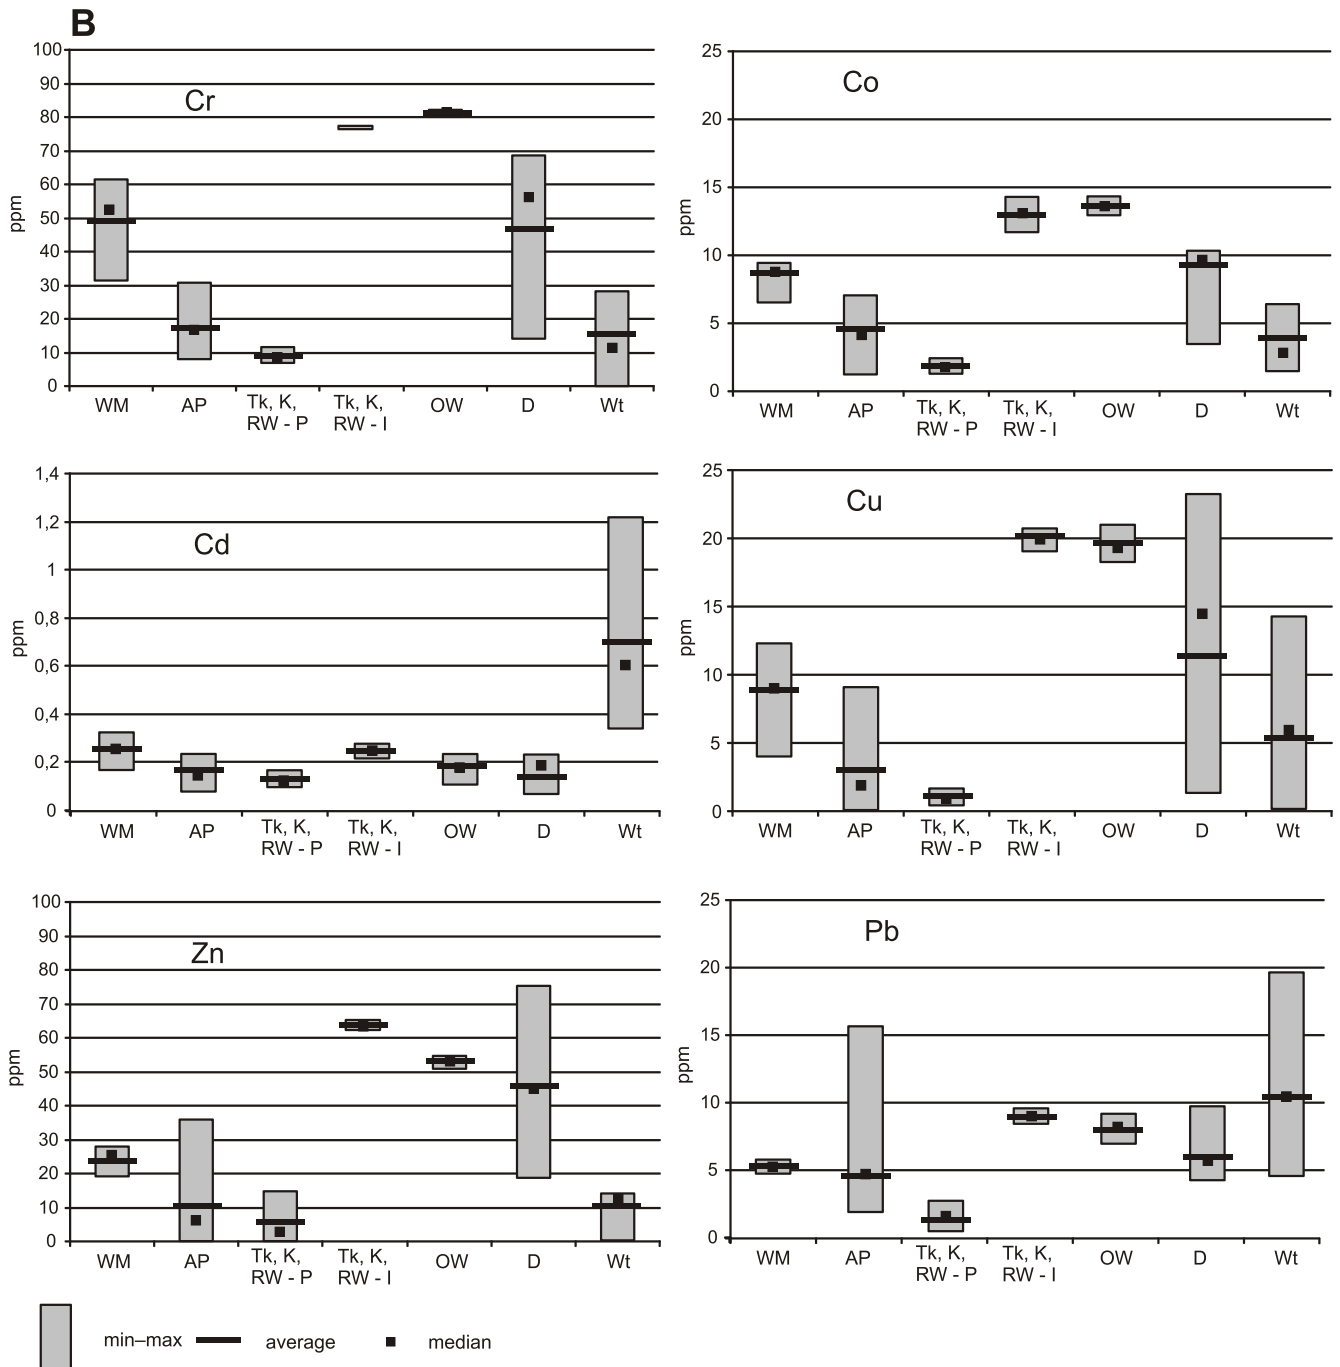 B
Cr
ppm
100
90
80
70
60
50
40
30
20
10
0
WM AP Tk, K, Tk, K, OW D Wt
RW - P RW - I
Co
ppm
25
20
15
10
5
0
WM AP Tk, K, Tk, K, OW D Wt
RW - P RW - I
Cd
ppm
1,4
1,2
1
0,8
0,6
0,4
0,2
0
WM AP Tk, K, Tk, K, OW D Wt
RW - P RW - I
Cu
ppm
25
20
15
10
5
0
WM AP Tk, K, Tk, K, OW D Wt
RW - P RW - I
Zn
ppm
100
90
80
70
60
50
40
30
20
10
0
WM AP Tk, K, Tk, K, OW D Wt
RW - P RW - I
Pb
ppm
25
20
15
10
5
0
WM AP Tk, K, Tk, K, OW D Wt
RW - P RW - I
min–max average median